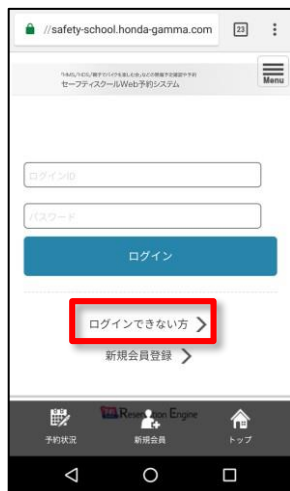 //safety-school.honda-gamma.com
23
Menu
セーフティスクールWeb予約システム
ログインID
パスワード
ログイン
ログインできない方
新規会員登録
予約状況
新規会員
トップ